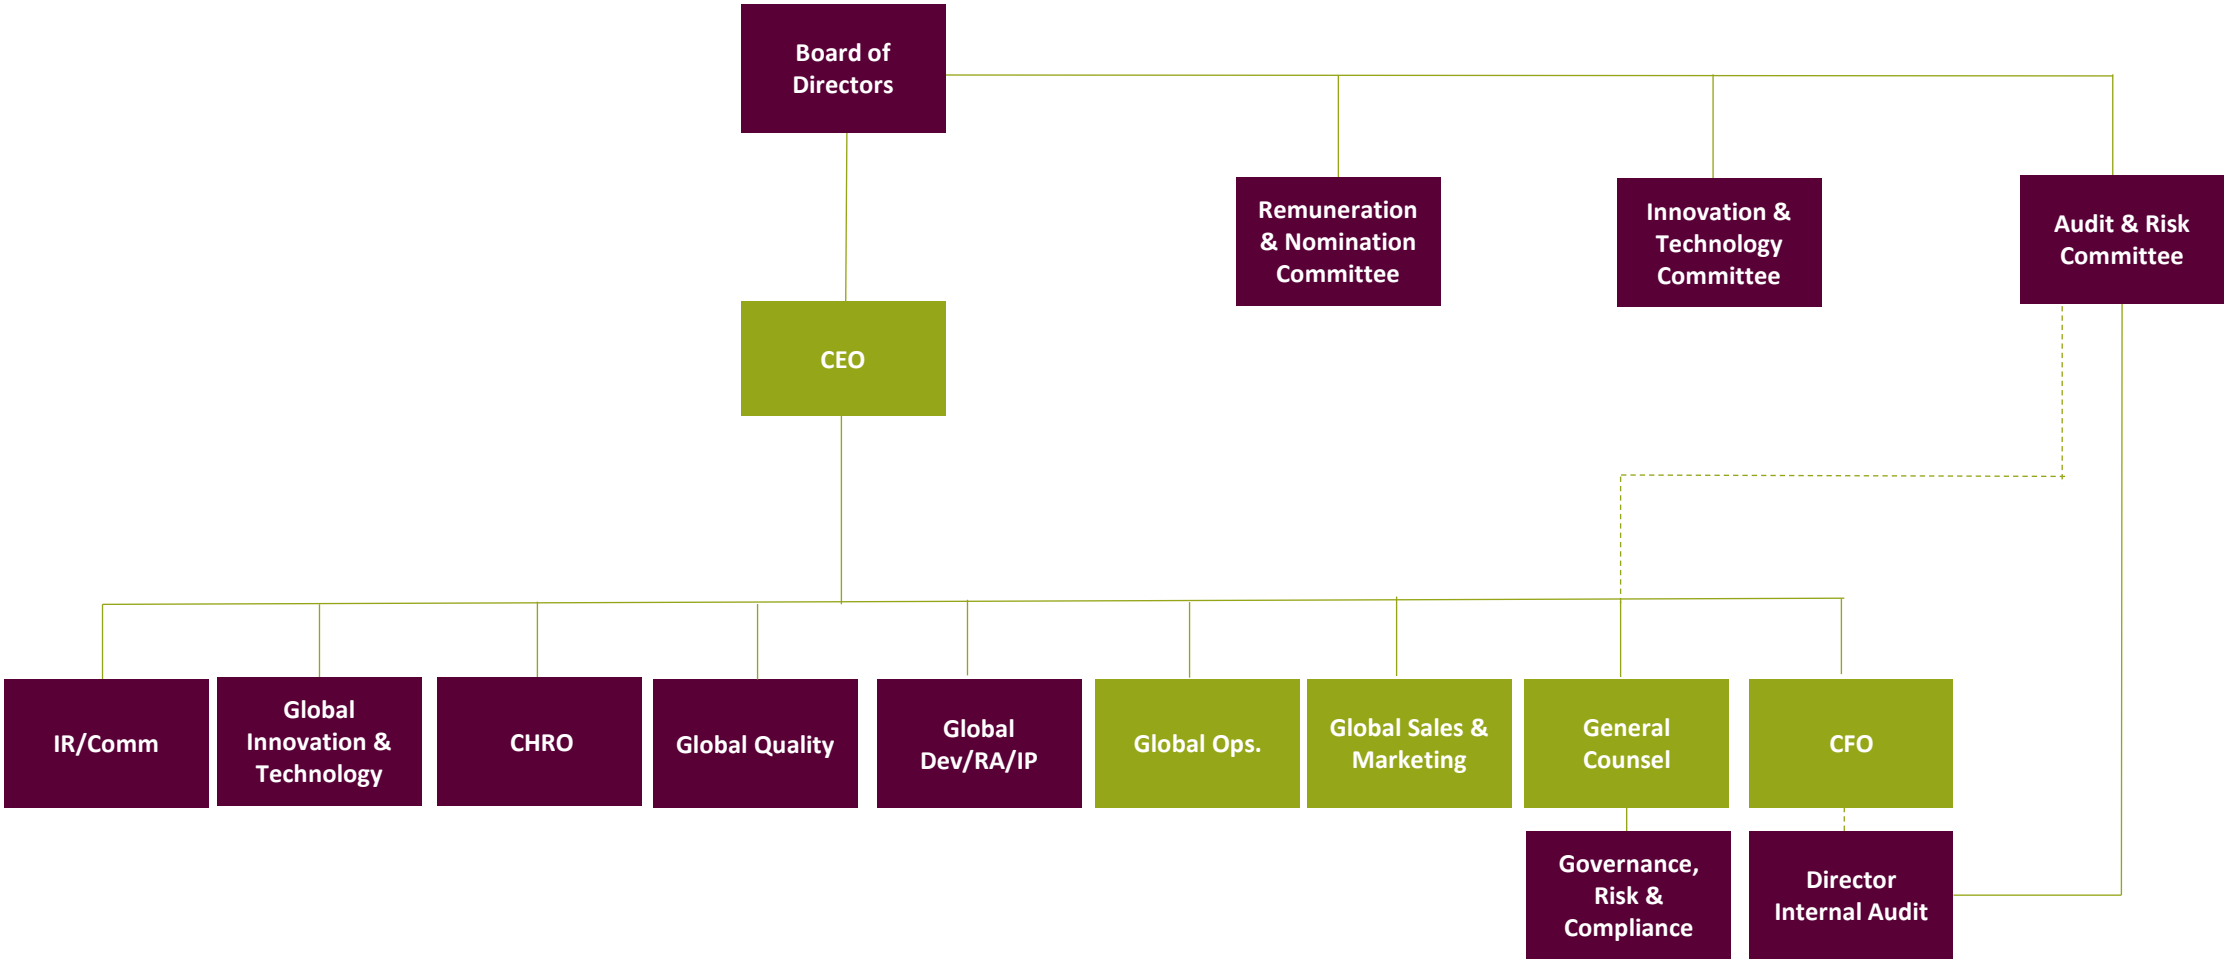 Board of
Directors
Remuneration
& Nomination
Committee
Innovation &
Technology
Committee
Audit & Risk
Committee
CEO
IR/Comm
Global
Innovation &
Technology
CHRO
Global Quality
Global
Dev/RA/IP
Global Ops.
Global Sales &
Marketing
General
Counsel
CFO
Governance,
Risk &
Compliance
Director
Internal Audit